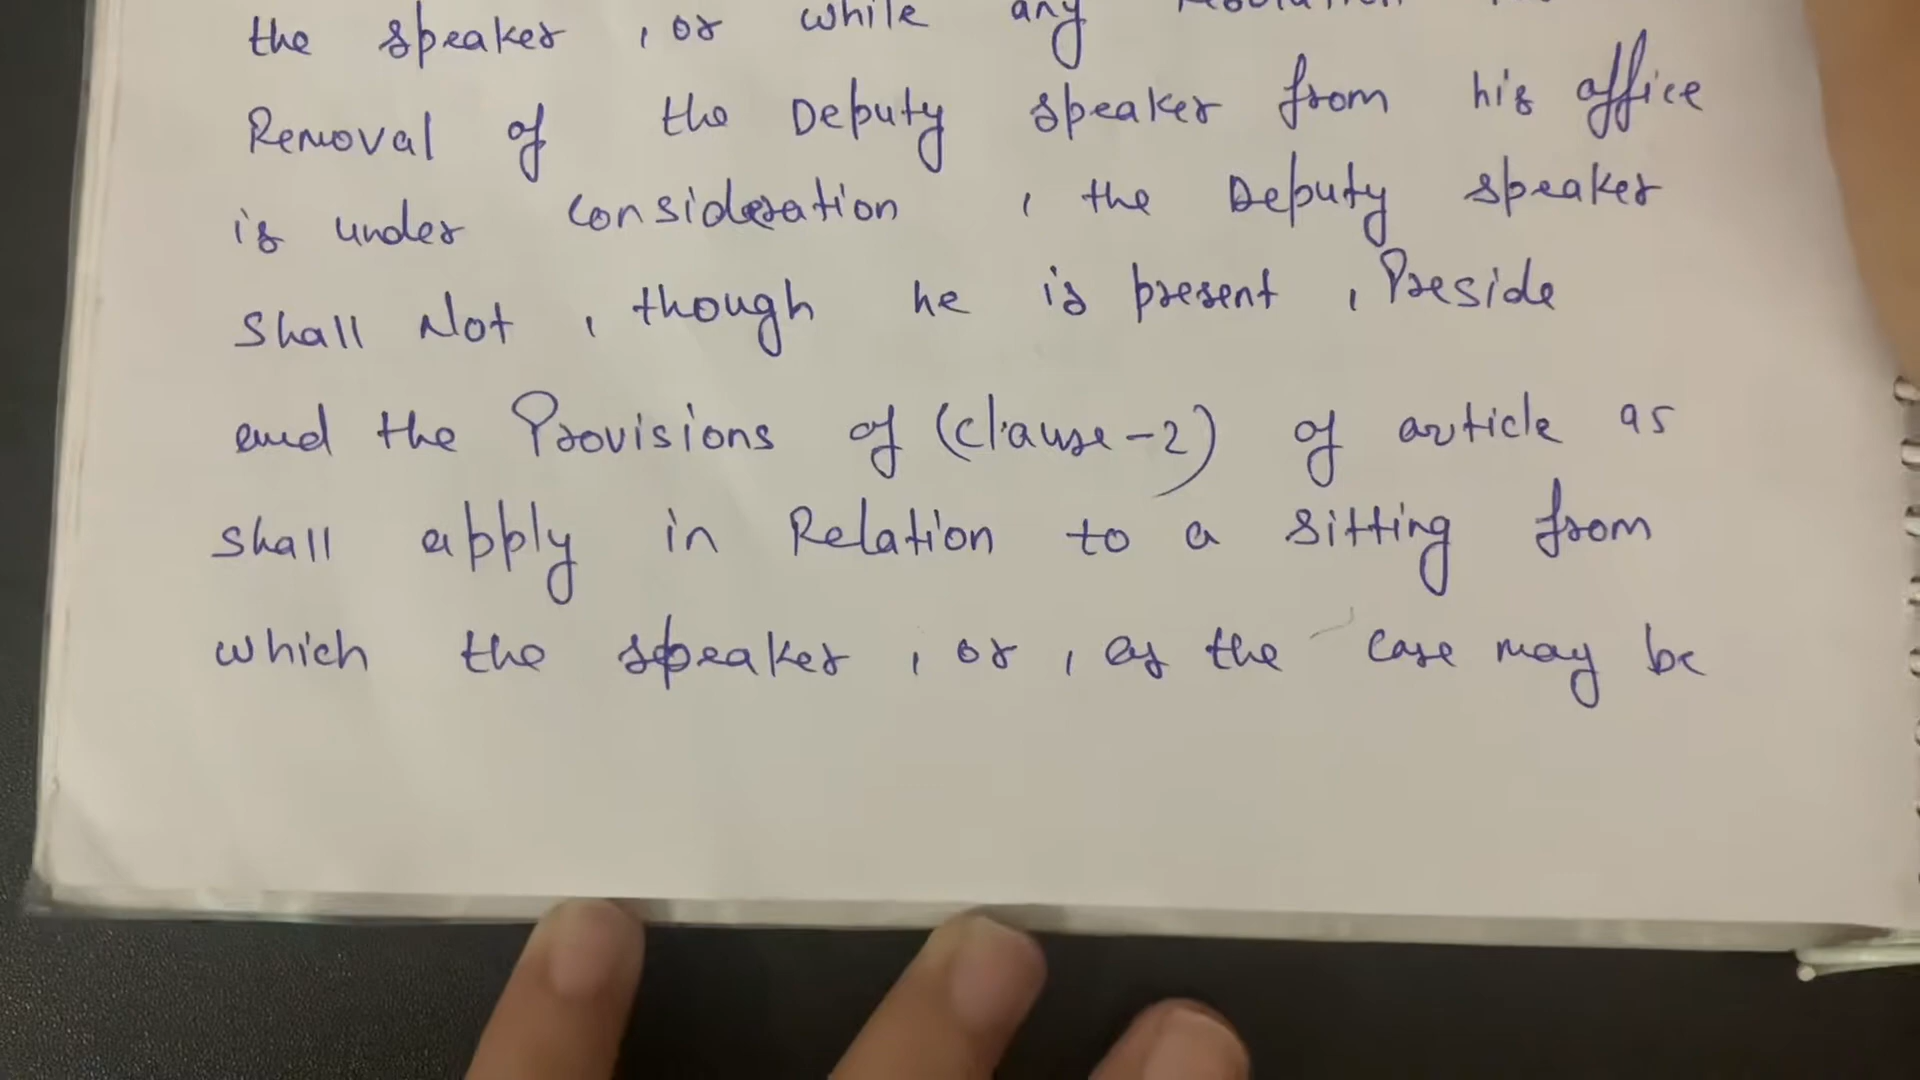 the speaker , or while any
Removal of the Deputy speaker from his office
is under consideration , the Deputy speaker
shall Not , though he is present , Preside
and the Provisions of (clause-2) of article as
shall apply in Relation to a sitting from
which the speaker , or , as the case may be